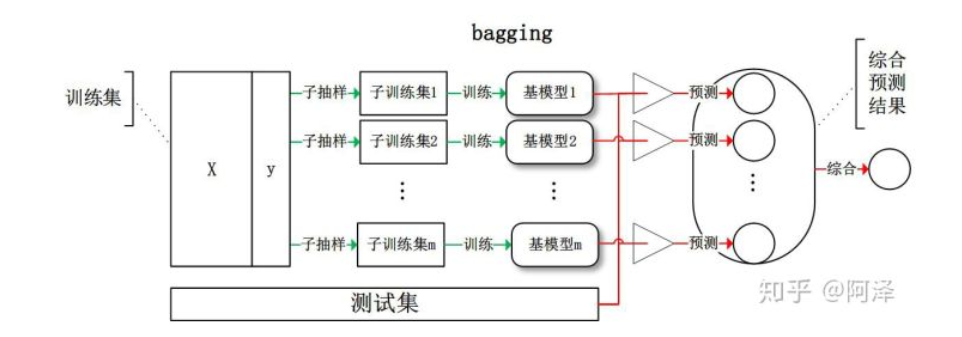 bagging
训练集
X
y
子抽样
子训练集1
训练
基模型1
预测
子抽样
子训练集2
训练
基模型2
预测
⋮
⋮
⋮
子抽样
子训练集m
训练
基模型m
预测
综合
预测
结果
综合
测试集
知乎 @阿泽